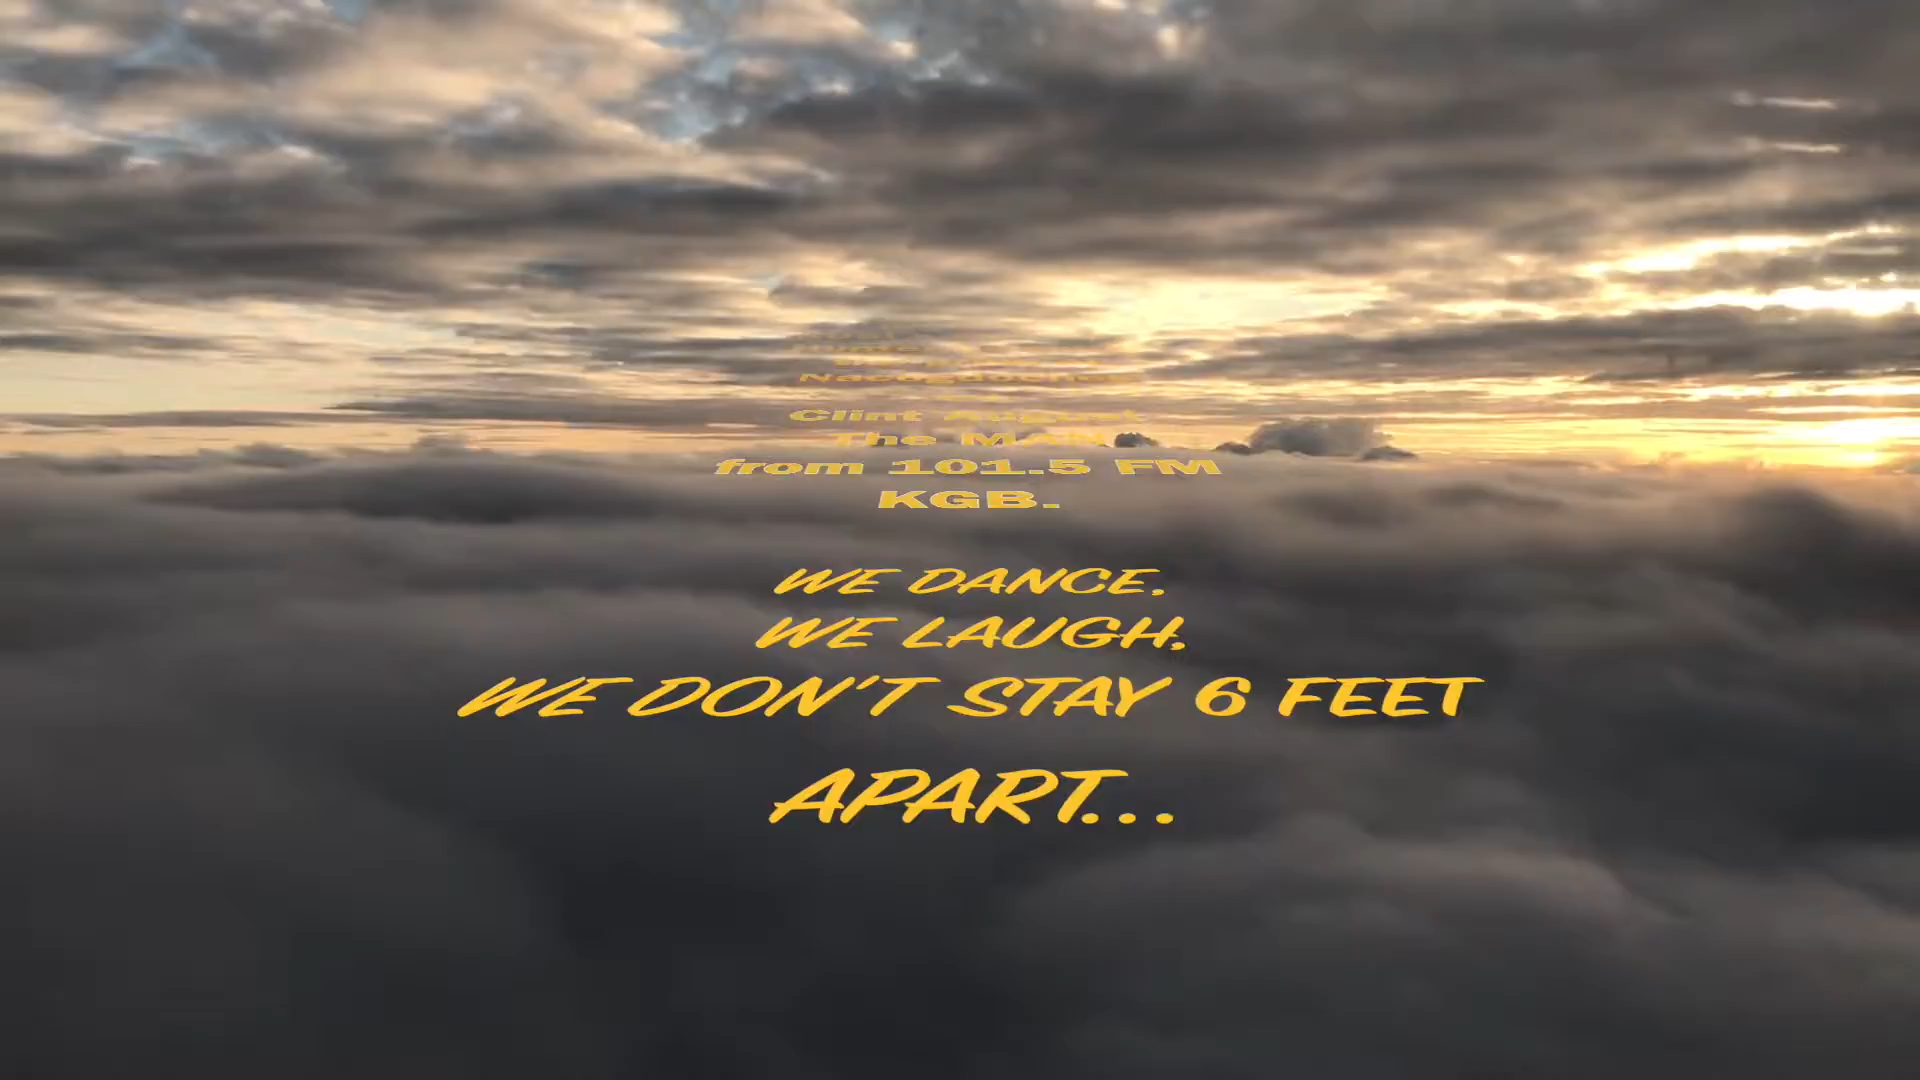 Nacogdoches
Clint August
The MAN
from 101.5 FM
KGB.
WE DANCE,
WE LAUGH,
WE DON'T STAY 6 FEET
APART...